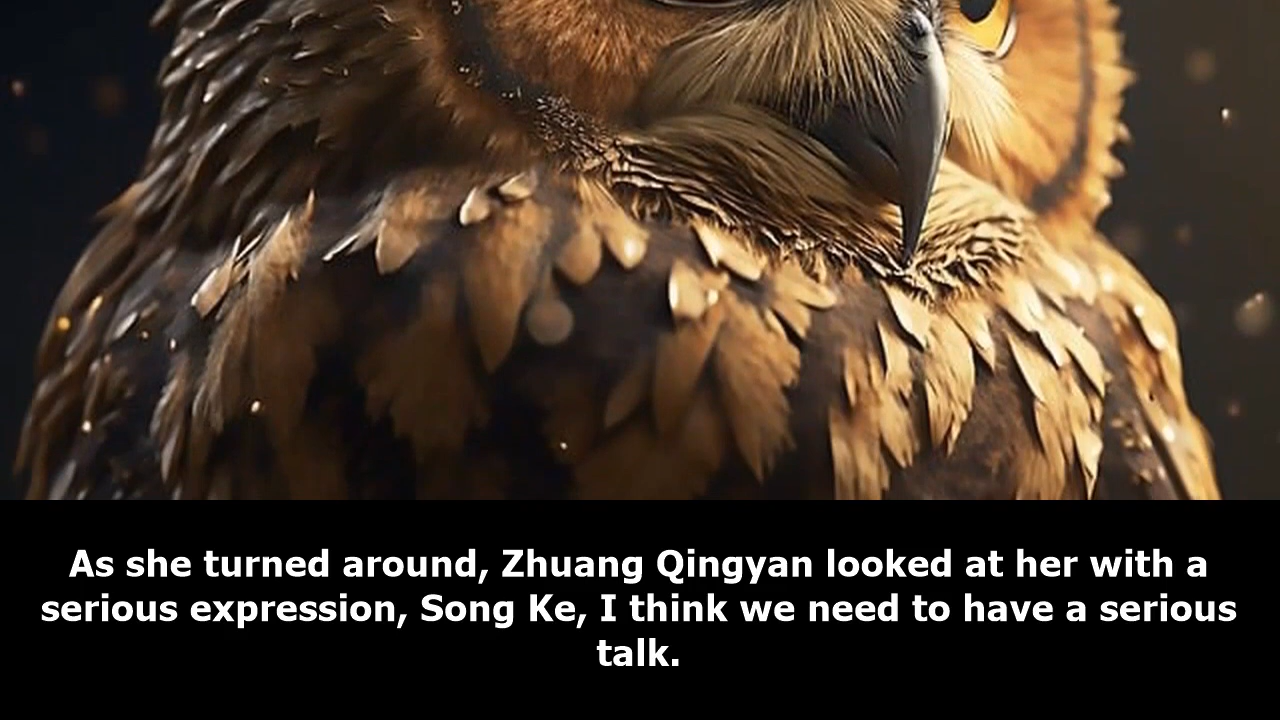 As she turned around, Zhuang Qingyan looked at her with a
serious expression, Song Ke, I think we need to have a serious
talk.